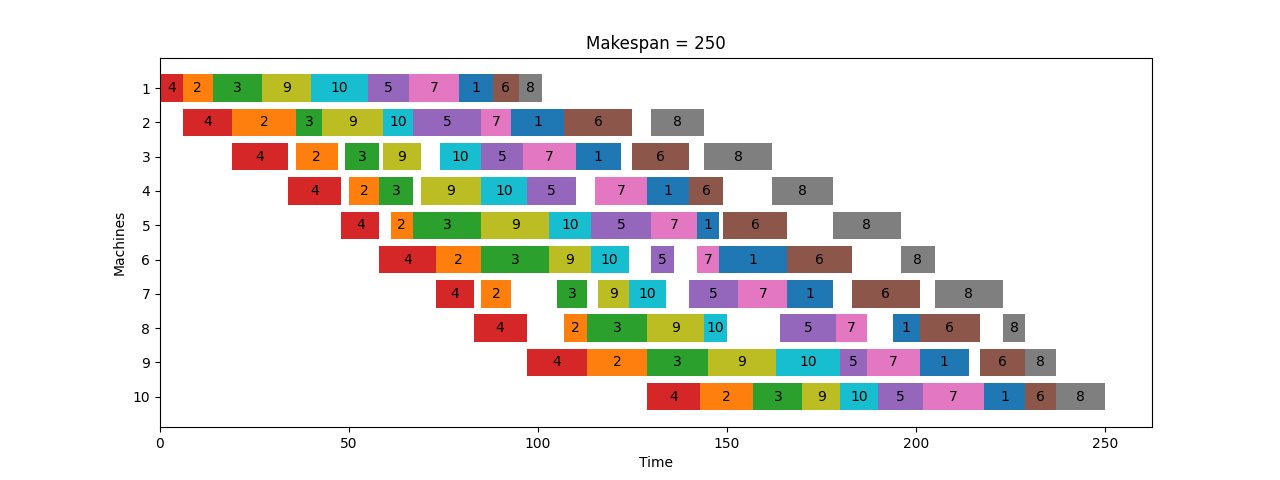 Makespan = 250
1 4 2 3 9 10 5 7 1 6 8
2 4 2 3 9 10 5 7 1 6 8
3 4 2 3 9 10 5 7 1 6 8
4 4 2 3 9 10 5 7 1 6 8
5 4 2 3 9 10 5 7 1 6 8
6 4 2 3 9 10 5 7 1 6 8
7 4 2 3 9 10 5 7 1 6 8
8 4 2 3 9 10 5 7 1 6 8
9 4 2 3 9 10 5 7 1 6 8
10 4 2 3 9 10 5 7 1 6 8
Machines
0 50 100 150 200 250
Time